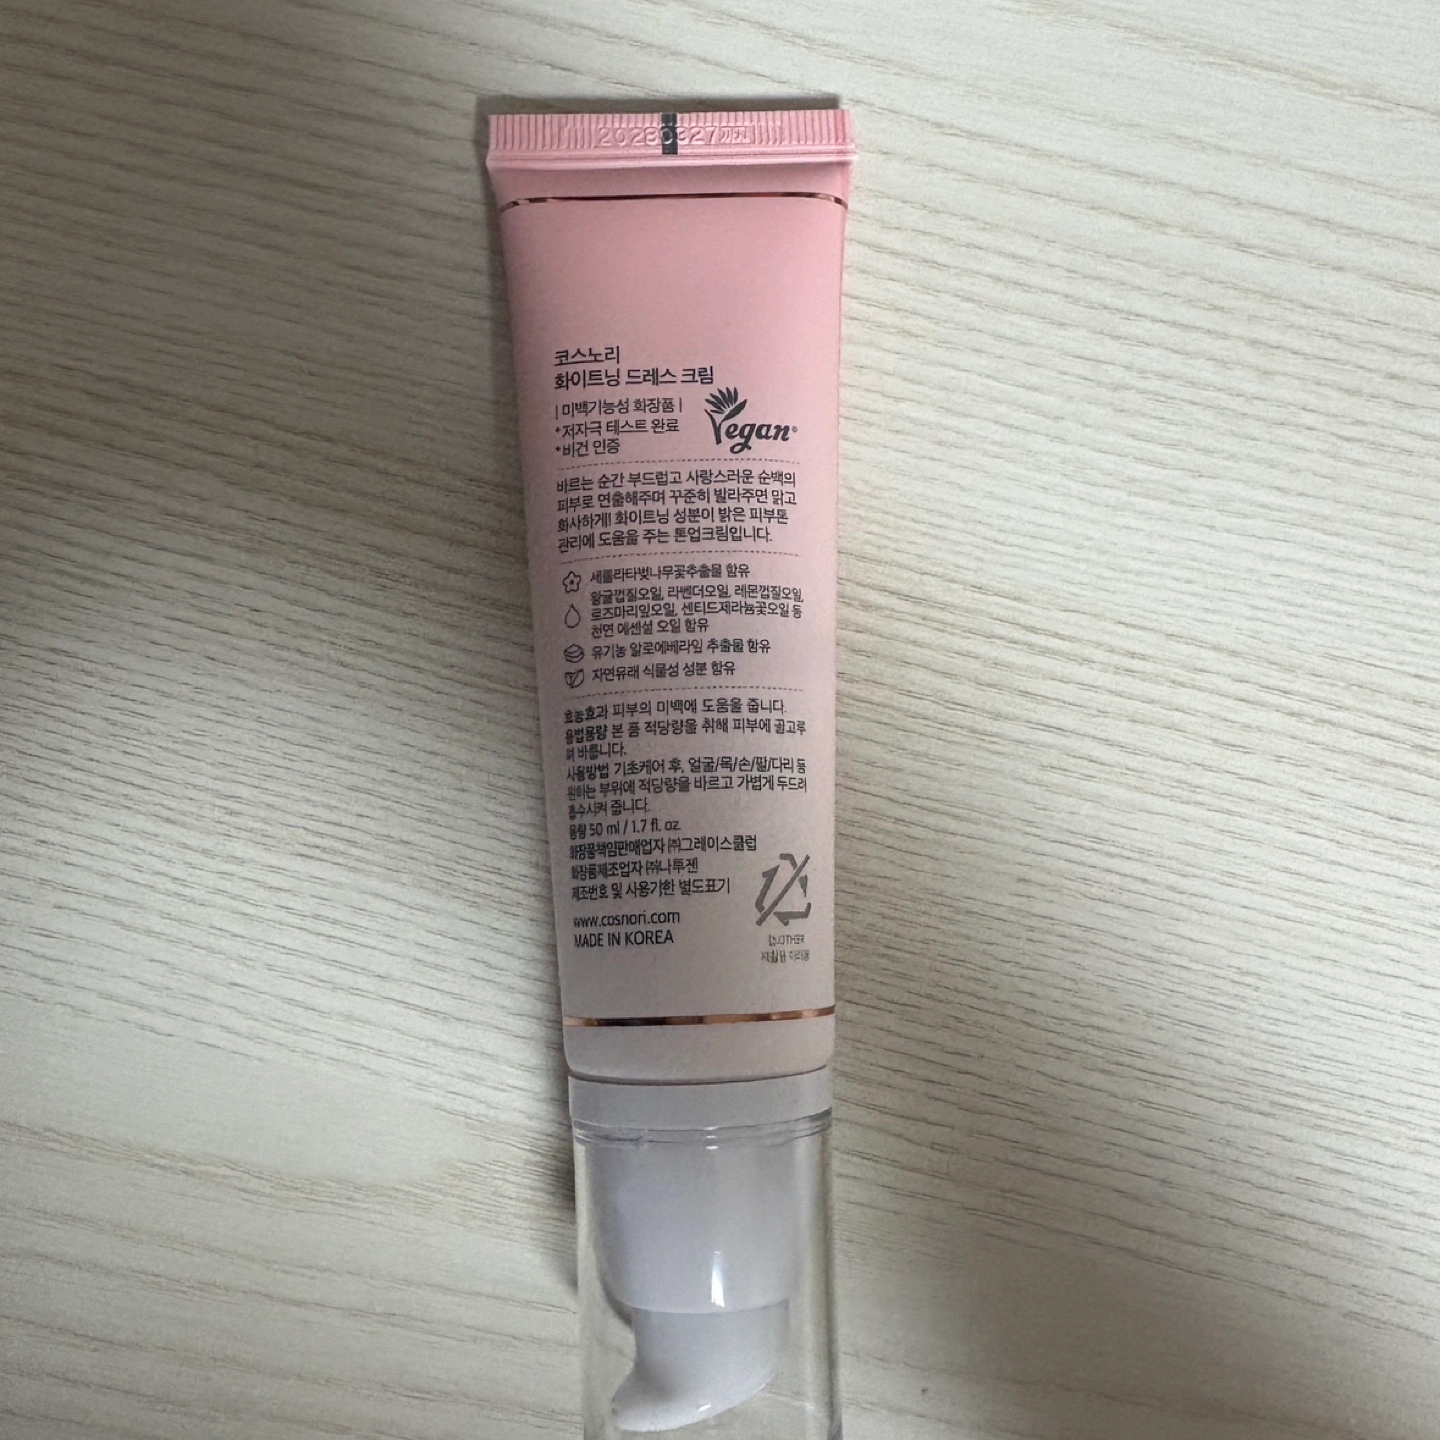 20280327까지
코스노리
화이트닝 드레스 크림
| 미백기능성 화장품 |
*저자극 테스트 완료
*비건 인증
Vegan
바르는 순간 부드럽고 사랑스러운 순백의
피부로 연출해주며 꾸준히 발라주면 맑고
화사하게! 화이트닝 성분이 밝은 피부톤
관리에 도움을 주는 톤업크림입니다.
세룰라타벚나무꽃추출물 함유
왕귤껍질오일, 라벤더오일, 레몬껍질오일,
로즈마리잎오일, 센티드제라늄꽃오일 등
천연 에센셜 오일 함유
유기농 알로에베라잎 추출물 함유
자연유래 식물성 성분 함유
효능효과 피부의 미백에 도움을 줍니다.
용법용량 본 품 적당량을 취해 피부에 골고루
펴 바릅니다.
사용방법 기초케어 후, 얼굴/목/손/팔/다리 등
원하는 부위에 적당량을 바르고 가볍게 두드려
흡수시켜 줍니다.
용량 50 ml / 1.7 fl. oz.
화장품책임판매업자 ㈜그레이스클럽
화장품제조업자 ㈜나투젠
제조번호 및 사용기한 별도표기
www.cosnori.com
MADE IN KOREA